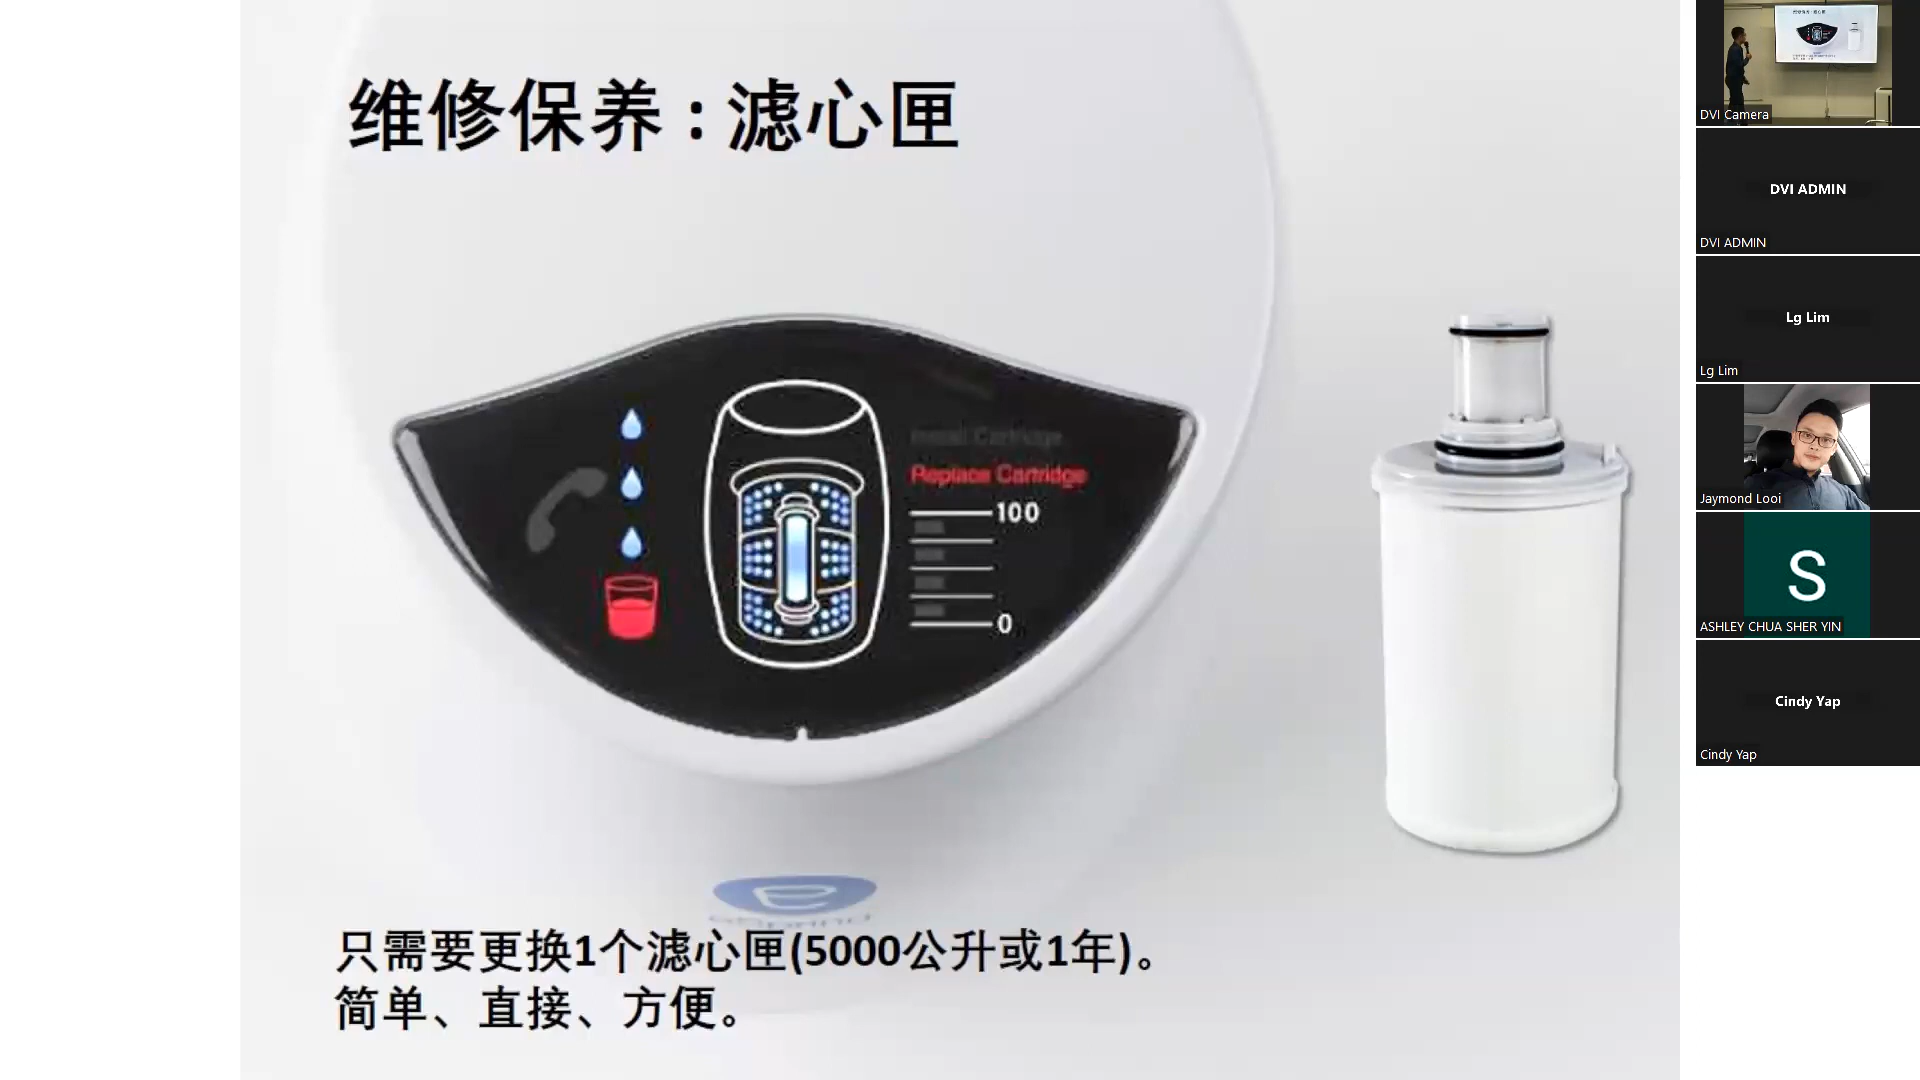 维修保养 : 滤心匣
Install Cartridge
Replace Cartridge
100
0
只需要更换1个滤心匣(5000公升或1年)。
简单、直接、方便。
DVI Camera
DVI ADMIN
DVI ADMIN
Lg Lim
Lg Lim
Jaymond Looi
S
ASHLEY CHUA SHER YIN
Cindy Yap
Cindy Yap